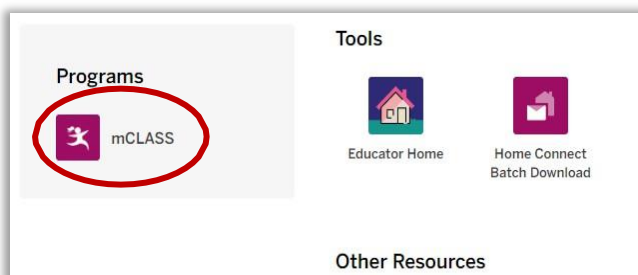 Programs
mCLASS
Tools
Educator Home
Home Connect
Batch Download
Other Resources